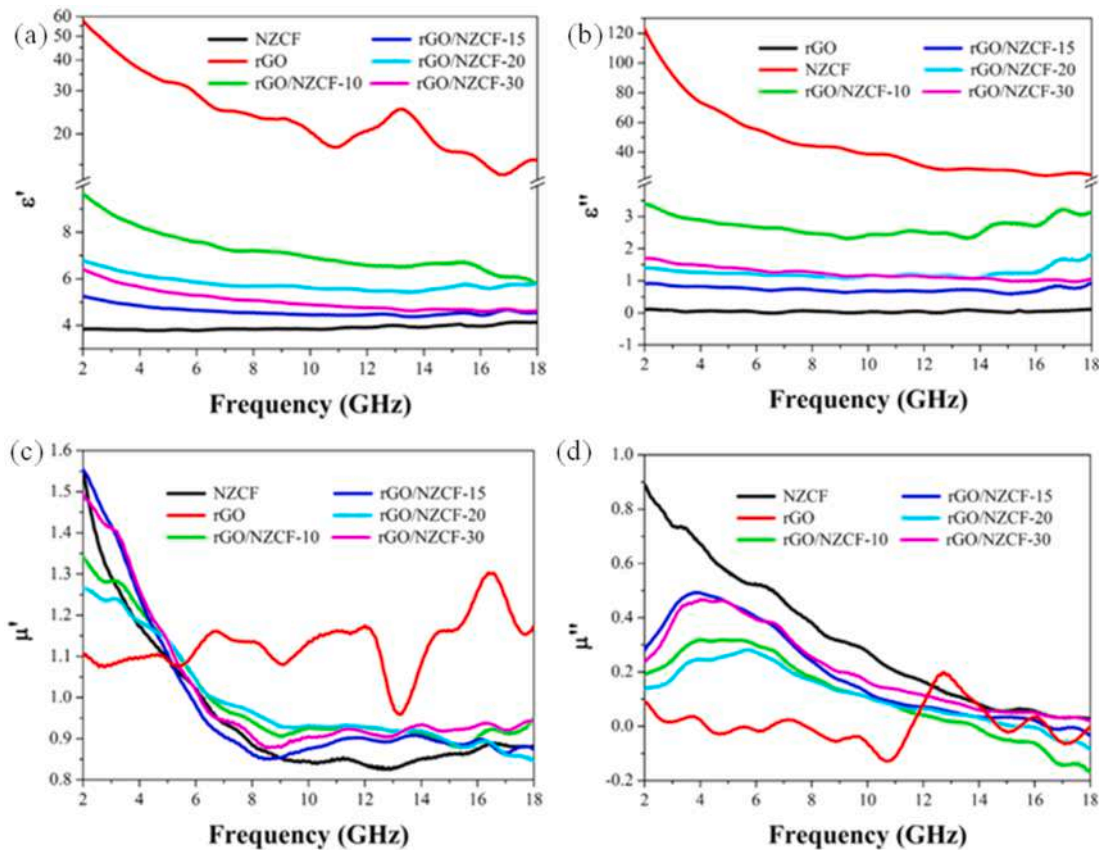 (a)
60
50
40
30
20
8
6
4
ε'
NZCF
rGO
rGO/NZCF-10
rGO/NZCF-15
rGO/NZCF-20
rGO/NZCF-30
2 4 6 8 10 12 14 16 18
Frequency (GHz)
(b)
120
100
80
60
40
3
2
1
0
-1
ε''
rGO
NZCF
rGO/NZCF-10
rGO/NZCF-15
rGO/NZCF-20
rGO/NZCF-30
2 4 6 8 10 12 14 16 18
Frequency (GHz)
(c)
1.6
1.5
1.4
1.3
1.2
1.1
1.0
0.9
0.8
μ'
NZCF
rGO
rGO/NZCF-10
rGO/NZCF-15
rGO/NZCF-20
rGO/NZCF-30
2 4 6 8 10 12 14 16 18
Frequency (GHz)
(d)
1.0
0.8
0.6
0.4
0.2
0.0
-0.2
μ''
NZCF
rGO
rGO/NZCF-10
rGO/NZCF-15
rGO/NZCF-20
rGO/NZCF-30
2 4 6 8 10 12 14 16 18
Frequency (GHz)